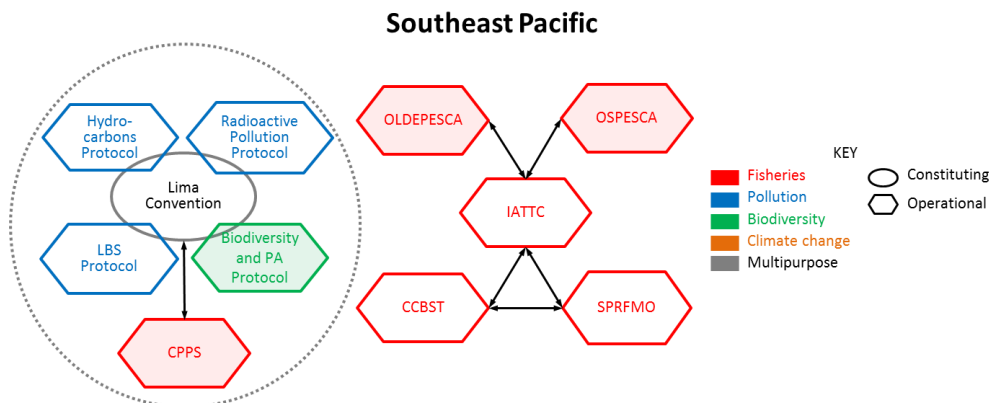 Southeast Pacific
Hydro-
carbons
Protocol
Radioactive
Pollution
Protocol
Lima
Convention
LBS
Protocol
Biodiversity
and PA
Protocol
CPPS
OLDEPESCA
OSPESCA
IATTC
CCBST
SPRFMO
KEY
Fisheries
Pollution
Biodiversity
Climate change
Multipurpose
Constituting
Operational